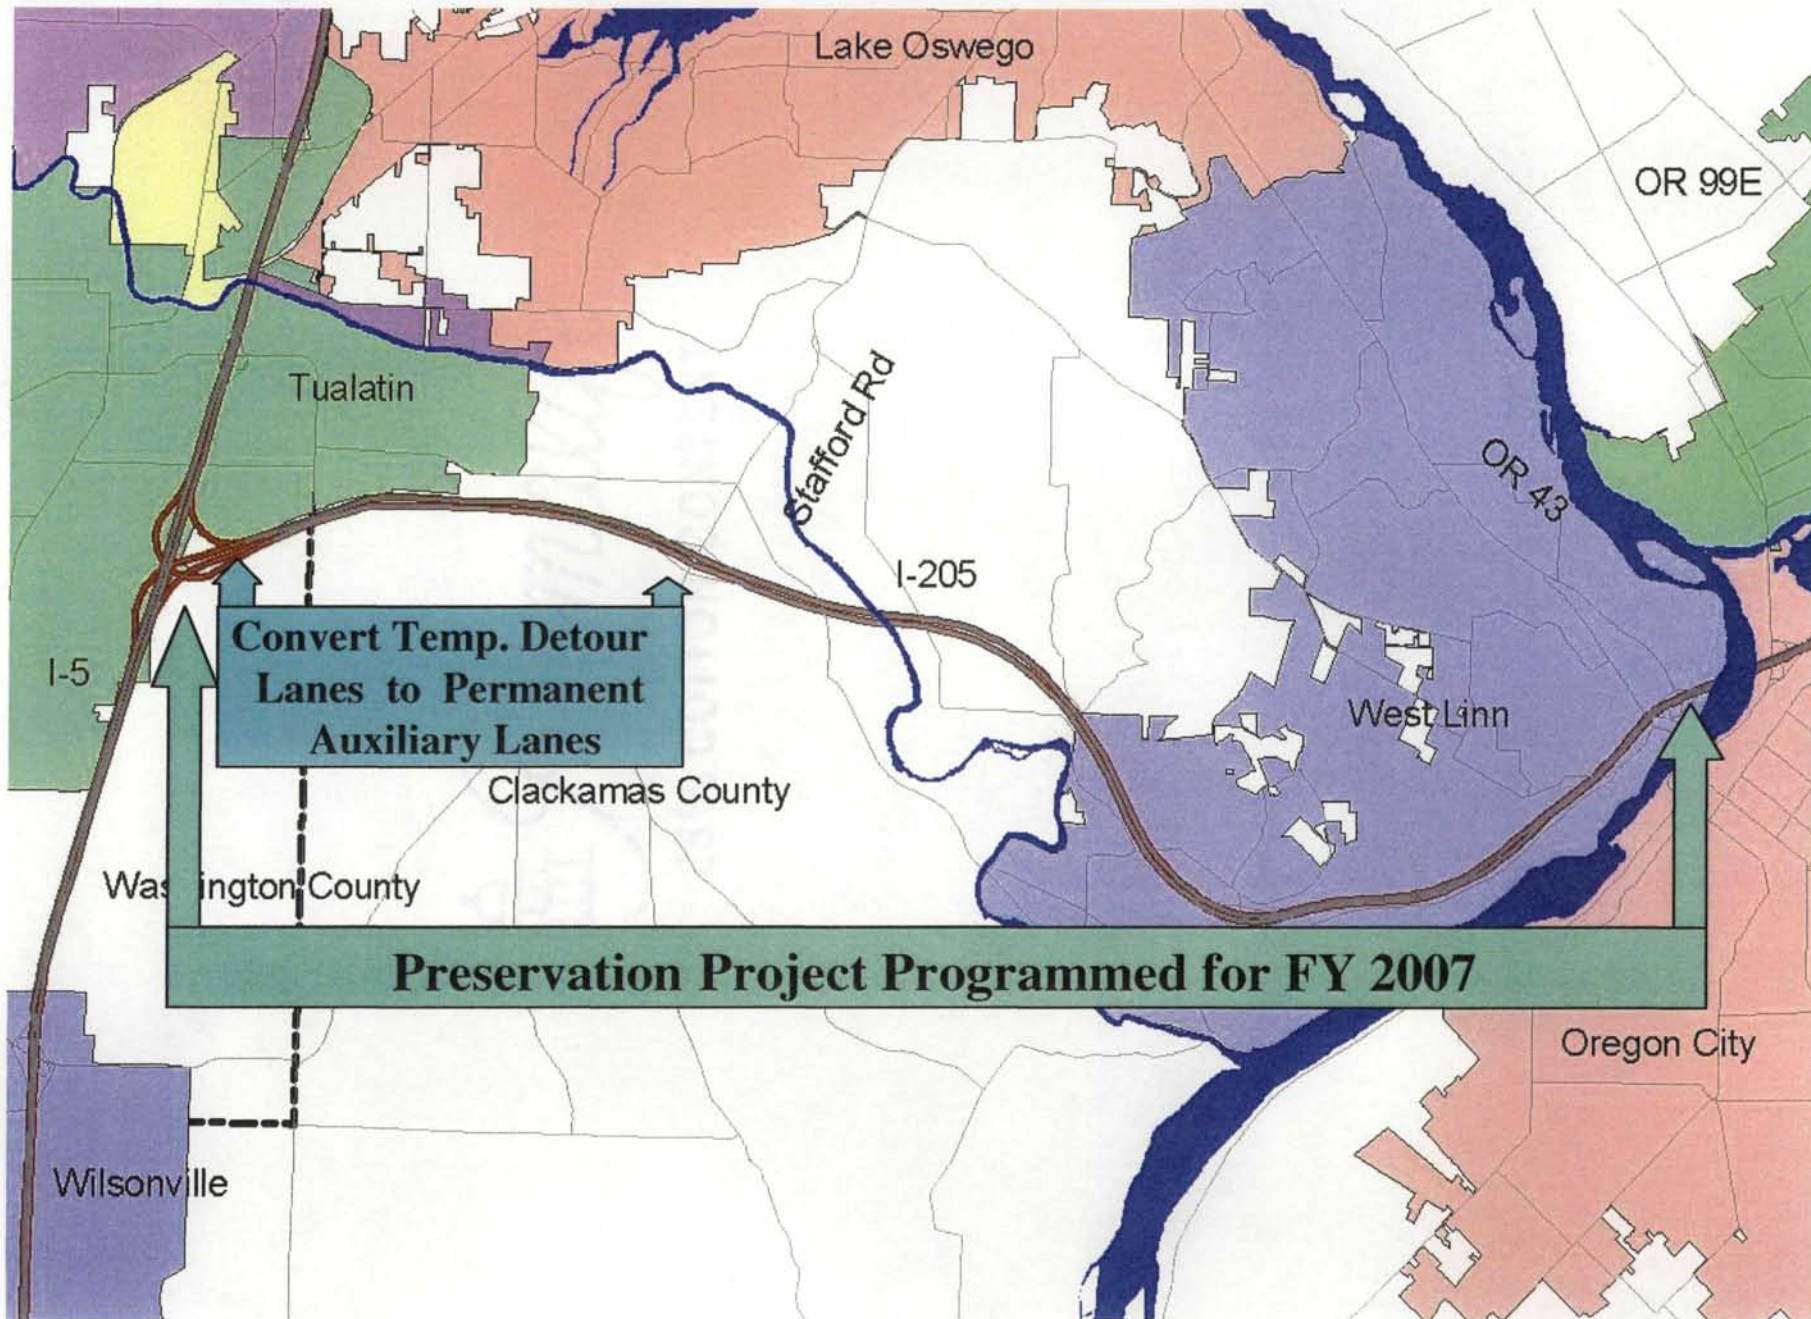 Lake Oswego
OR 99E
Tualatin
Stafford Rd
OR 43
I-205
Convert Temp. Detour
Lanes to Permanent
Auxiliary Lanes
I-5
West Linn
Clackamas County
Washington County
Preservation Project Programmed for FY 2007
Oregon City
Wilsonville